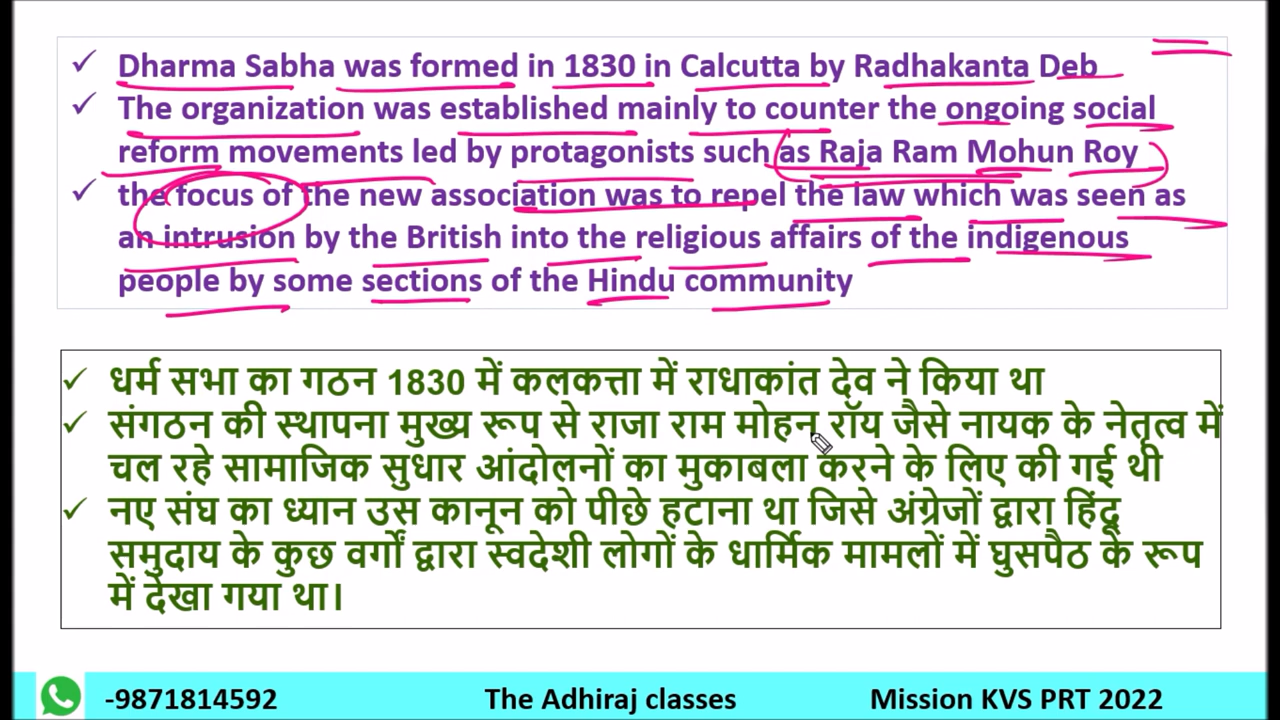 ✓ Dharma Sabha was formed in 1830 in Calcutta by Radhakanta Deb
✓ The organization was established mainly to counter the ongoing social
reform movements led by protagonists such as Raja Ram Mohun Roy
✓ the focus of the new association was to repel the law which was seen as
an intrusion by the British into the religious affairs of the indigenous
people by some sections of the Hindu community
✓ धर्म सभा का गठन 1830 में कलकत्ता में राधाकांत देव ने किया था
✓ संगठन की स्थापना मुख्य रूप से राजा राम मोहन रॉय जैसे नायक के नेतृत्व में
चल रहे सामाजिक सुधार आंदोलनों का मुकाबला करने के लिए की गई थी
✓ नए संघ का ध्यान उस कानून को पीछे हटाना था जिसे अंग्रेजों द्वारा हिंदू
समुदाय के कुछ वर्गों द्वारा स्वदेशी लोगों के धार्मिक मामलों में घुसपैठ के रूप
में देखा गया था।
-9871814592 The Adhiraj classes Mission KVS PRT 2022